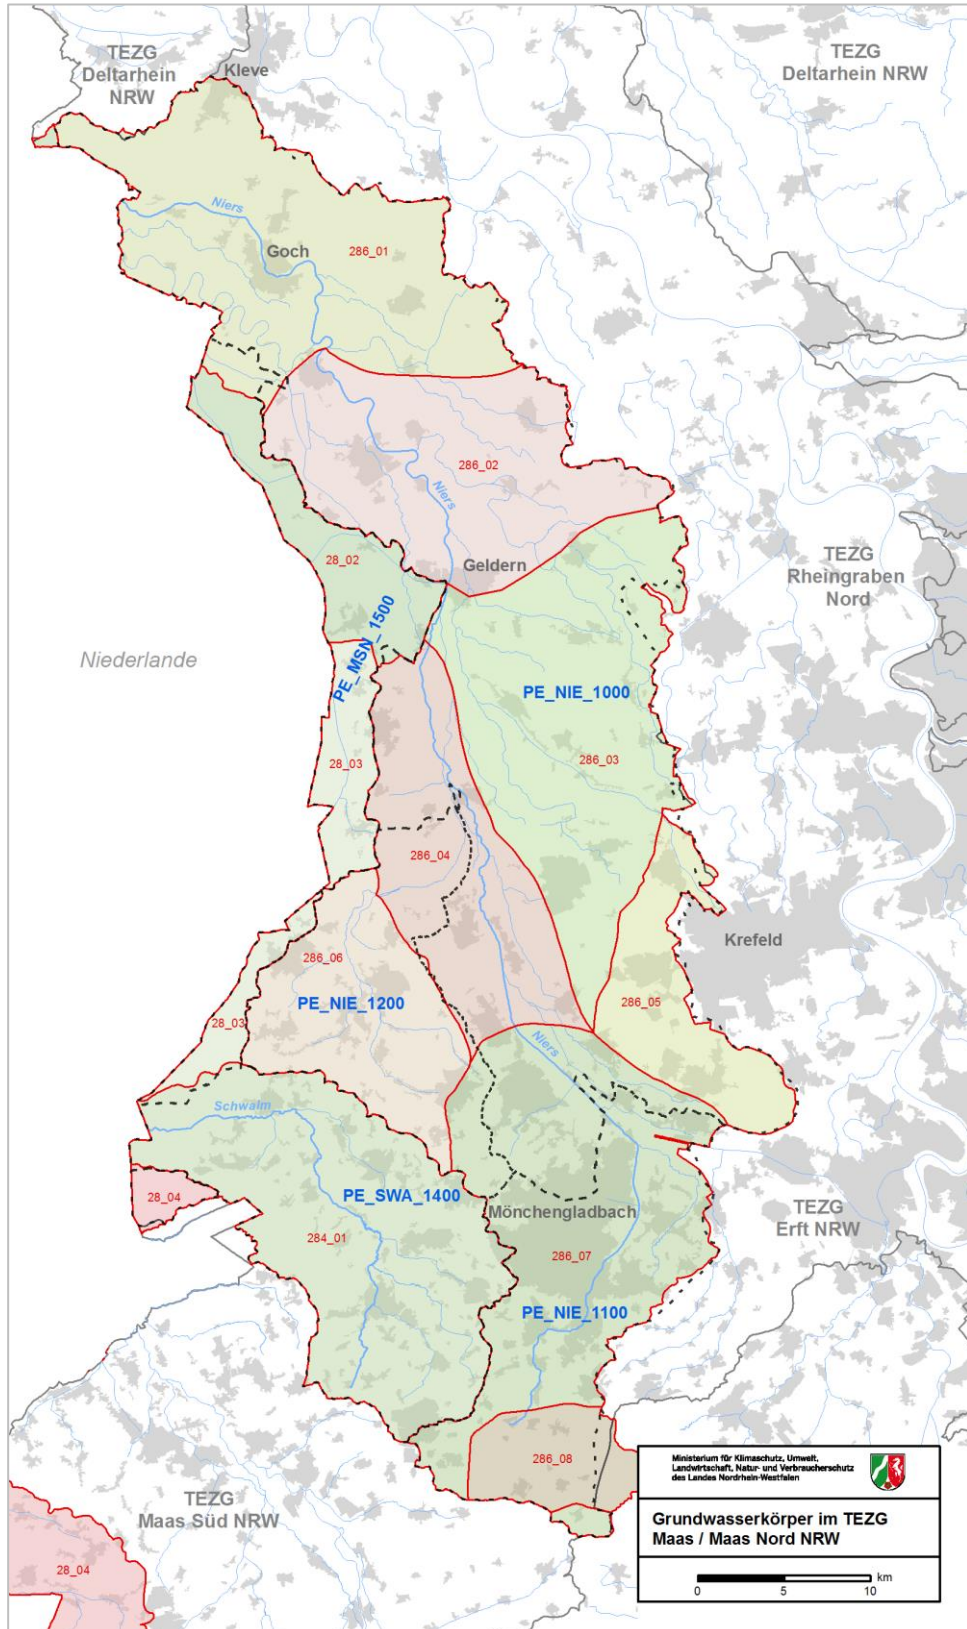 TEZG
Deltarhein
NRW
Kleve
TEZG
Deltarhein NRW
Niers
Goch
286_01
286_02
Niers
Geldern
28_02
TEZG
Rheingraben
Nord
PE_MSN_1500
Niederlande
PE_NIE_1000
28_03
286_03
286_04
Krefeld
286_06
PE_NIE_1200
286_05
28_03
Niers
Schwalm
28_04
PE_SWA_1400
Mönchengladbach
TEZG
Erft NRW
284_01
286_07
PE_NIE_1100
286_08
TEZG
Maas Süd NRW
28_04
Ministerium für Klimaschutz, Umwelt,
Landwirtschaft, Natur- und Verbraucherschutz
des Landes Nordrhein-Westfalen
Grundwasserkörper im TEZG
Maas / Maas Nord NRW
km
0 5 10